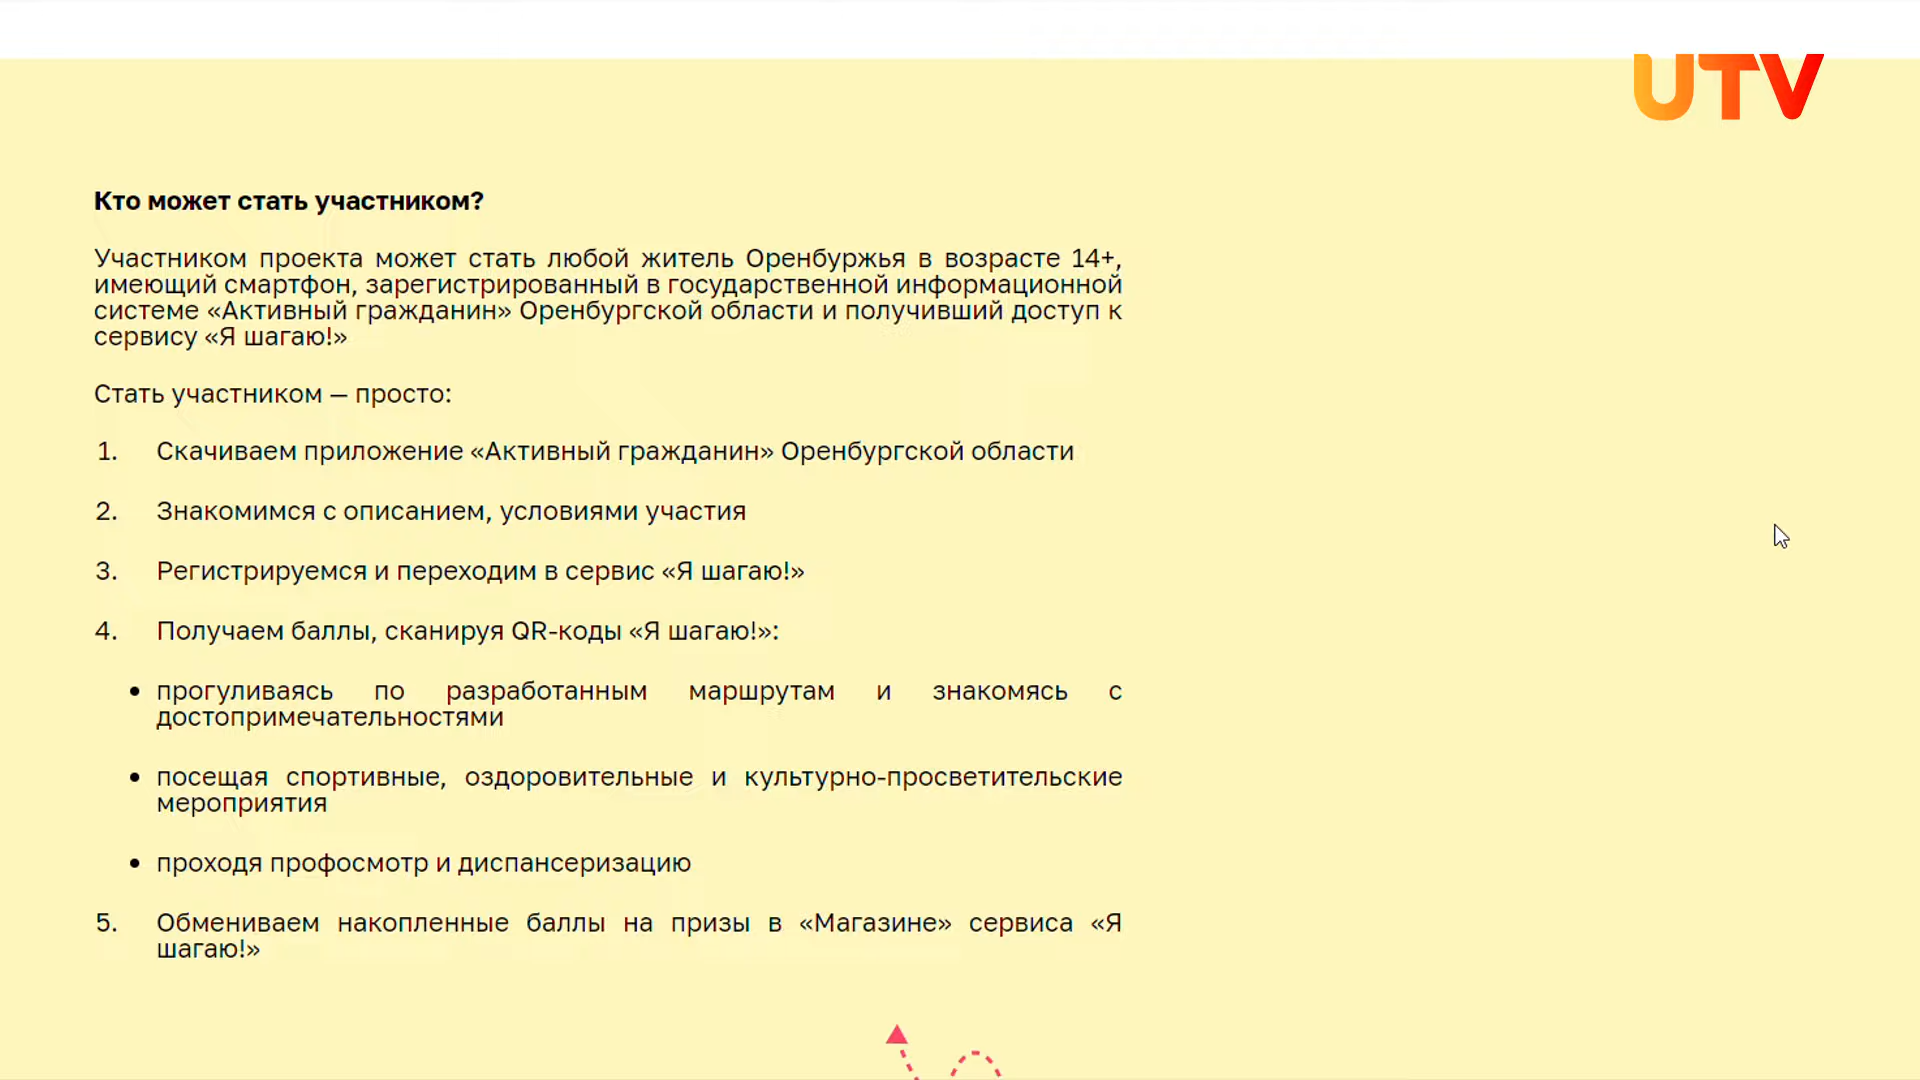 UTV
Кто может стать участником?
Участником проекта может стать любой житель Оренбуржья в возрасте 14+,
имеющий смартфон, зарегистрированный в государственной информационной
системе «Активный гражданин» Оренбургской области и получивший доступ к
сервису «Я шагаю!»
Стать участником — просто:
1. Скачиваем приложение «Активный гражданин» Оренбургской области
2. Знакомимся с описанием, условиями участия
3. Регистрируемся и переходим в сервис «Я шагаю!»
4. Получаем баллы, сканируя QR-коды «Я шагаю!»:
• прогуливаясь по разработанным маршрутам и знакомясь с
достопримечательностями
• посещая спортивные, оздоровительные и культурно-просветительские
мероприятия
• проходя профосмотр и диспансеризацию
5. Обмениваем накопленные баллы на призы в «Магазине» сервиса «Я
шагаю!»